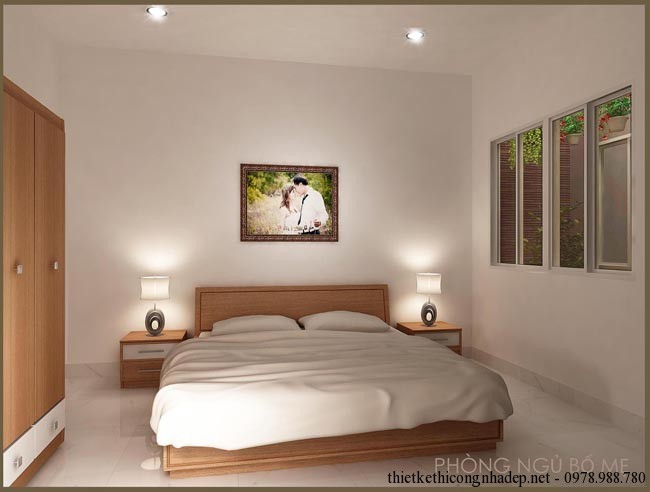 PHÒNG NGỦ BỐ MẸ
thietkethicongnhadep.net - 0978.988.780